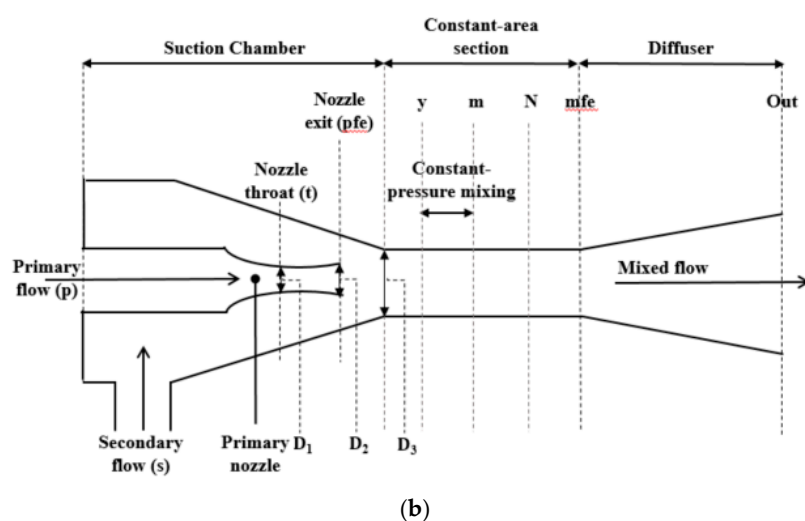 Suction Chamber
Constant-area
section
Diffuser
Nozzle
exit (pfe)
y
m
N
mfe
Out
Nozzle
throat (t)
Constant-
pressure mixing
Primary
flow (p)
Mixed flow
Secondary
flow (s)
Primary
nozzle
D1
D2
D3
(b)